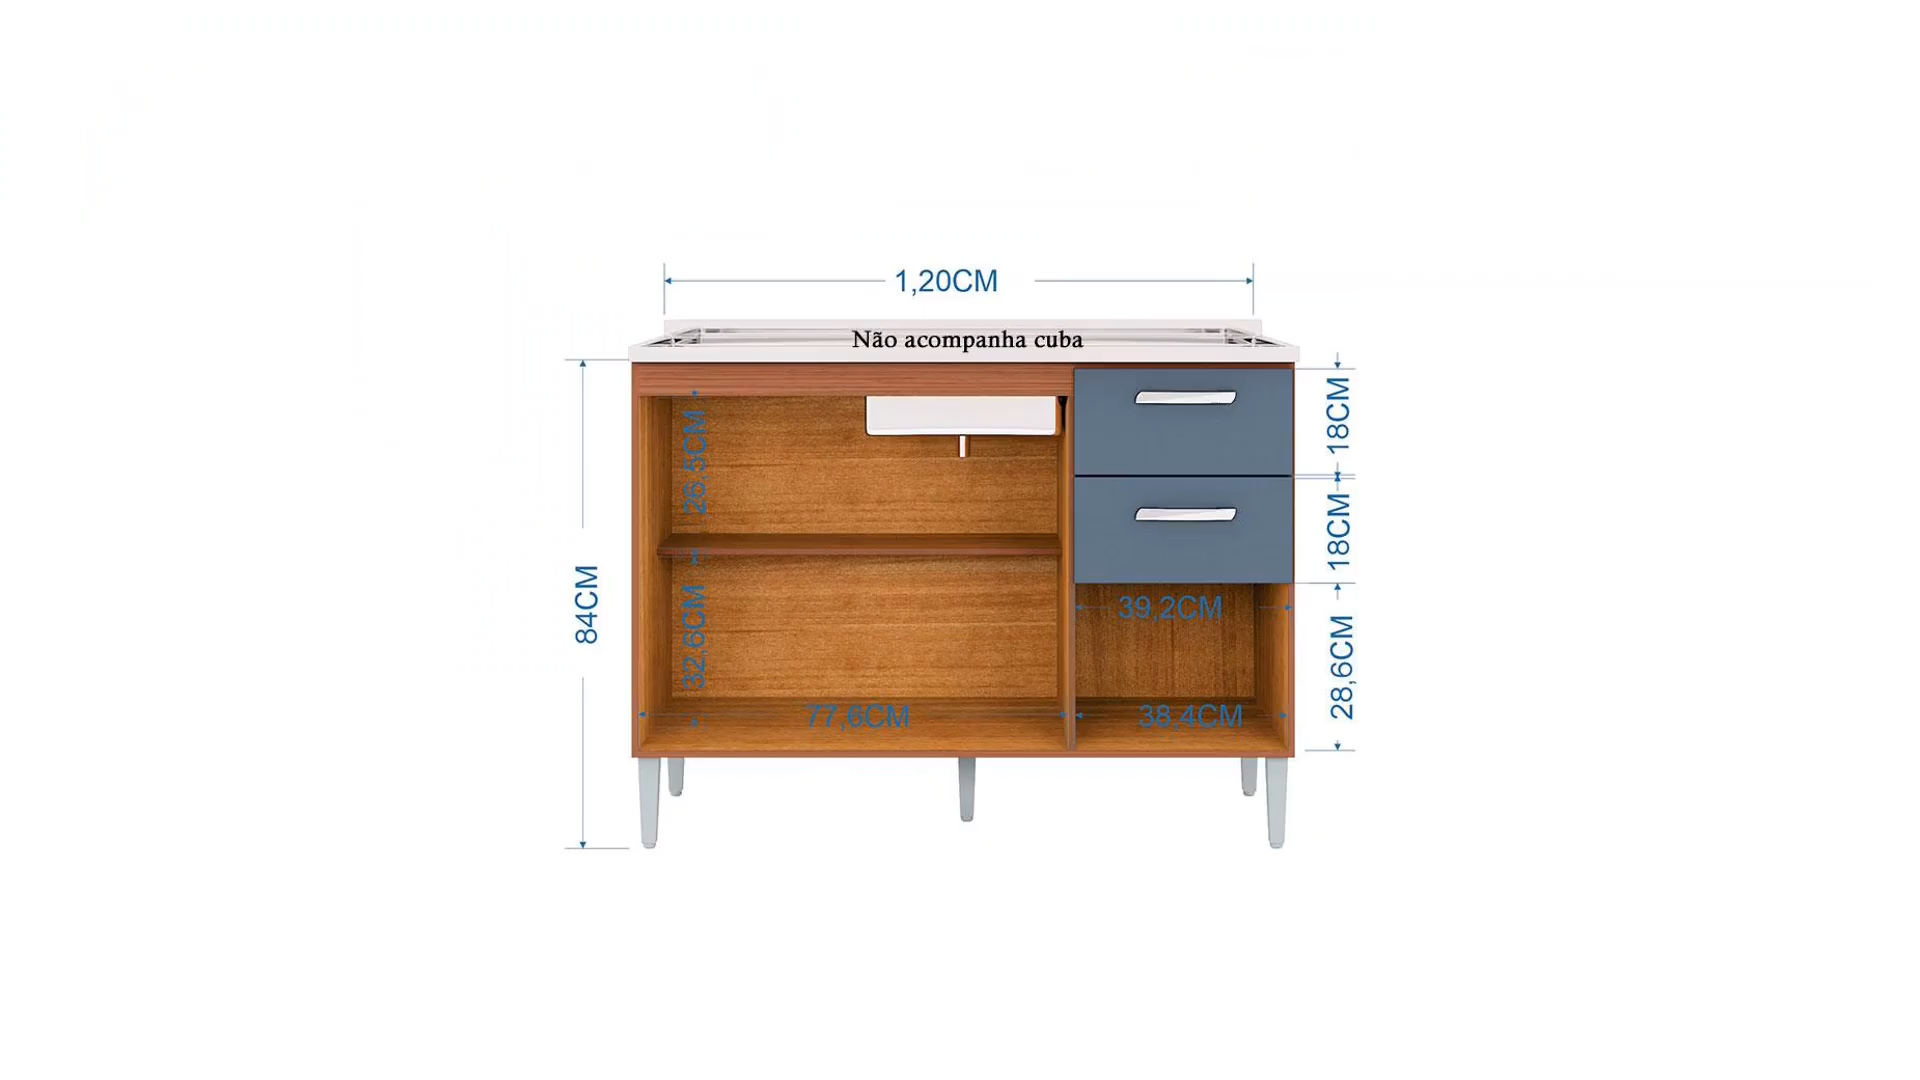 1,20CM
Não acompanha cuba
18CM
26,5CM
18CM
84CM
39,2CM
32,6CM
28,6CM
77,6CM
38,4CM